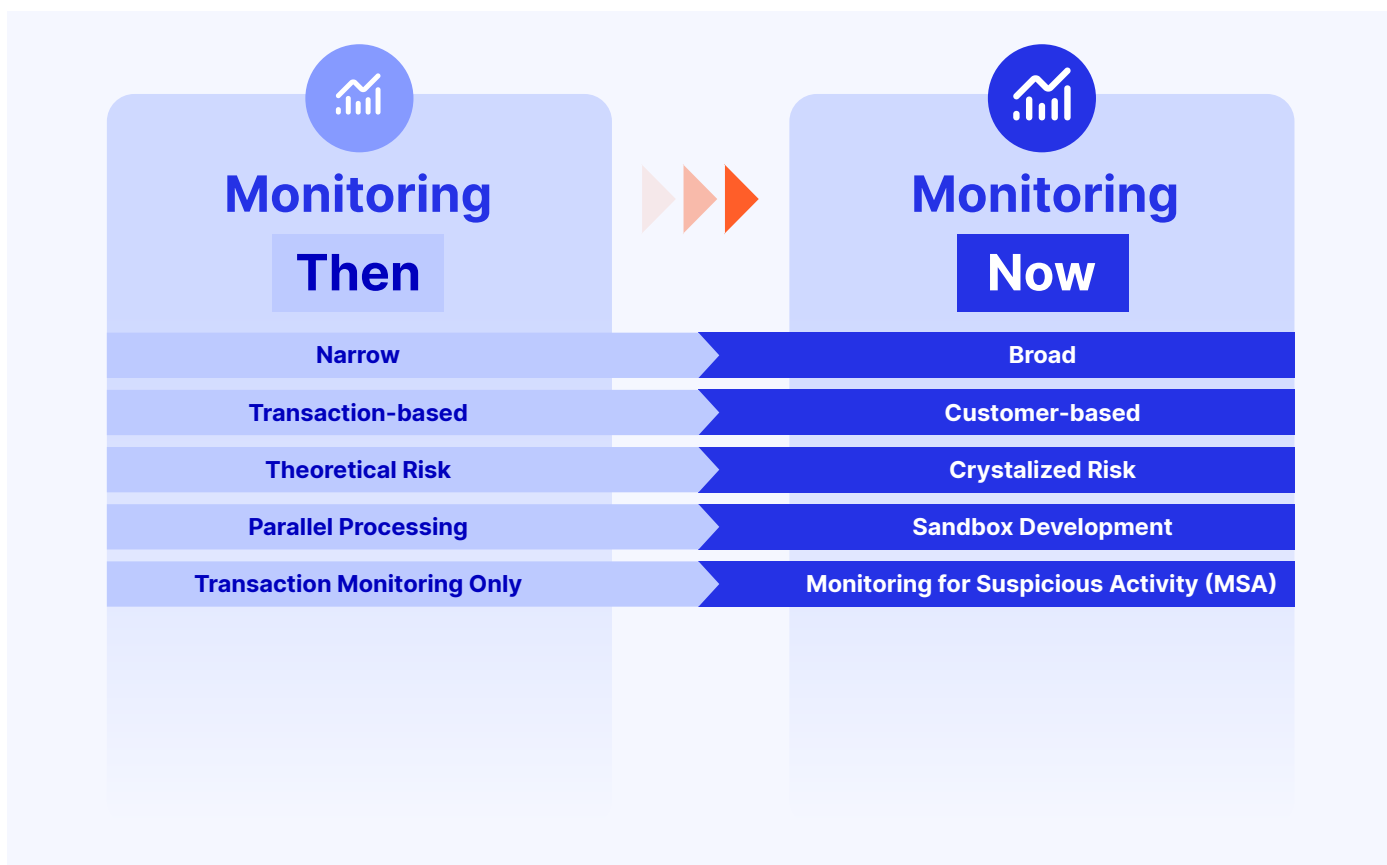 Monitoring
Then
Monitoring
Now
Narrow
Broad
Transaction-based
Customer-based
Theoretical Risk
Crystalized Risk
Parallel Processing
Sandbox Development
Transaction Monitoring Only
Monitoring for Suspicious Activity (MSA)